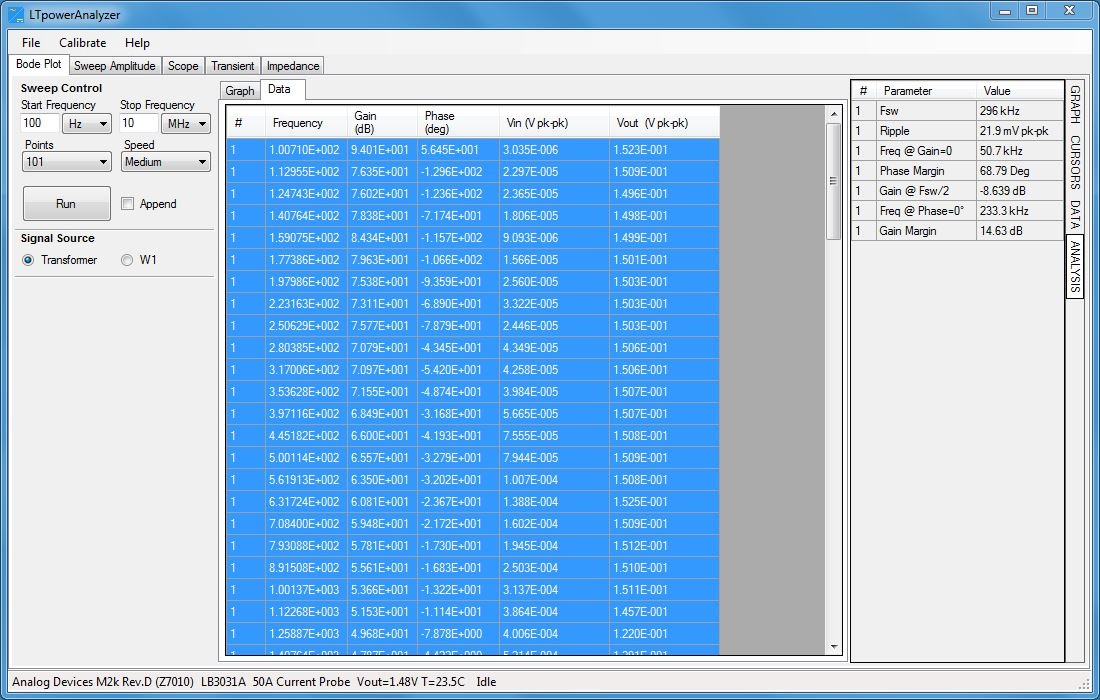 LTpowerAnalyzer
File Calibrate Help
Bode Plot Sweep Amplitude Scope Transient Impedance
Sweep Control
Start Frequency Stop Frequency
100 Hz 10 MHz
Points Speed
101 Medium
Run Append
Signal Source
Transformer W1
Graph Data
# Frequency Gain (dB) Phase (deg) Vin (V pk-pk) Vout (V pk-pk)
1 1.00710E+002 9.401E+001 5.645E+001 3.035E-006 1.523E-001
1 1.12955E+002 7.635E+001 -1.296E+002 2.297E-005 1.509E-001
1 1.24743E+002 7.602E+001 -1.236E+002 2.365E-005 1.496E-001
1 1.40764E+002 7.838E+001 -7.174E+001 1.806E-005 1.498E-001
1 1.59075E+002 8.434E+001 -1.157E+002 9.093E-006 1.499E-001
1 1.77386E+002 7.963E+001 -1.066E+002 1.566E-005 1.501E-001
1 1.97986E+002 7.538E+001 -9.359E+001 2.560E-005 1.503E-001
1 2.23163E+002 7.311E+001 -6.890E+001 3.322E-005 1.503E-001
1 2.50629E+002 7.577E+001 -7.879E+001 2.446E-005 1.503E-001
1 2.80385E+002 7.079E+001 -4.345E+001 4.349E-005 1.506E-001
1 3.17006E+002 7.097E+001 -5.420E+001 4.258E-005 1.506E-001
1 3.53628E+002 7.155E+001 -4.874E+001 3.984E-005 1.507E-001
1 3.97116E+002 6.849E+001 -3.168E+001 5.665E-005 1.507E-001
1 4.45182E+002 6.600E+001 -4.193E+001 7.555E-005 1.508E-001
1 5.00114E+002 6.557E+001 -3.279E+001 7.944E-005 1.509E-001
1 5.61913E+002 6.350E+001 -3.202E+001 1.007E-004 1.508E-001
1 6.31724E+002 6.081E+001 -2.367E+001 1.388E-004 1.525E-001
1 7.08400E+002 5.948E+001 -2.172E+001 1.602E-004 1.509E-001
1 7.93088E+002 5.781E+001 -1.730E+001 1.945E-004 1.512E-001
1 8.91508E+002 5.561E+001 -1.683E+001 2.503E-004 1.510E-001
1 1.00137E+003 5.366E+001 -1.322E+001 3.137E-004 1.511E-001
1 1.12268E+003 5.153E+001 -1.114E+001 3.864E-004 1.457E-001
1 1.25887E+003 4.968E+001 -7.878E+000 4.006E-004 1.220E-001
# Parameter Value
1 Fsw 296 kHz
1 Ripple 21.9 mV pk-pk
1 Freq @ Gain=0 50.7 kHz
1 Phase Margin 68.79 Deg
1 Gain @ Fsw/2 -8.639 dB
1 Freq @ Phase=0° 233.3 kHz
1 Gain Margin 14.63 dB
GRAPH
CURSORS
DATA
ANALYSIS
Analog Devices M2k Rev.D (Z7010) LB3031A 50A Current Probe Vout=1.48V T=23.5C Idle